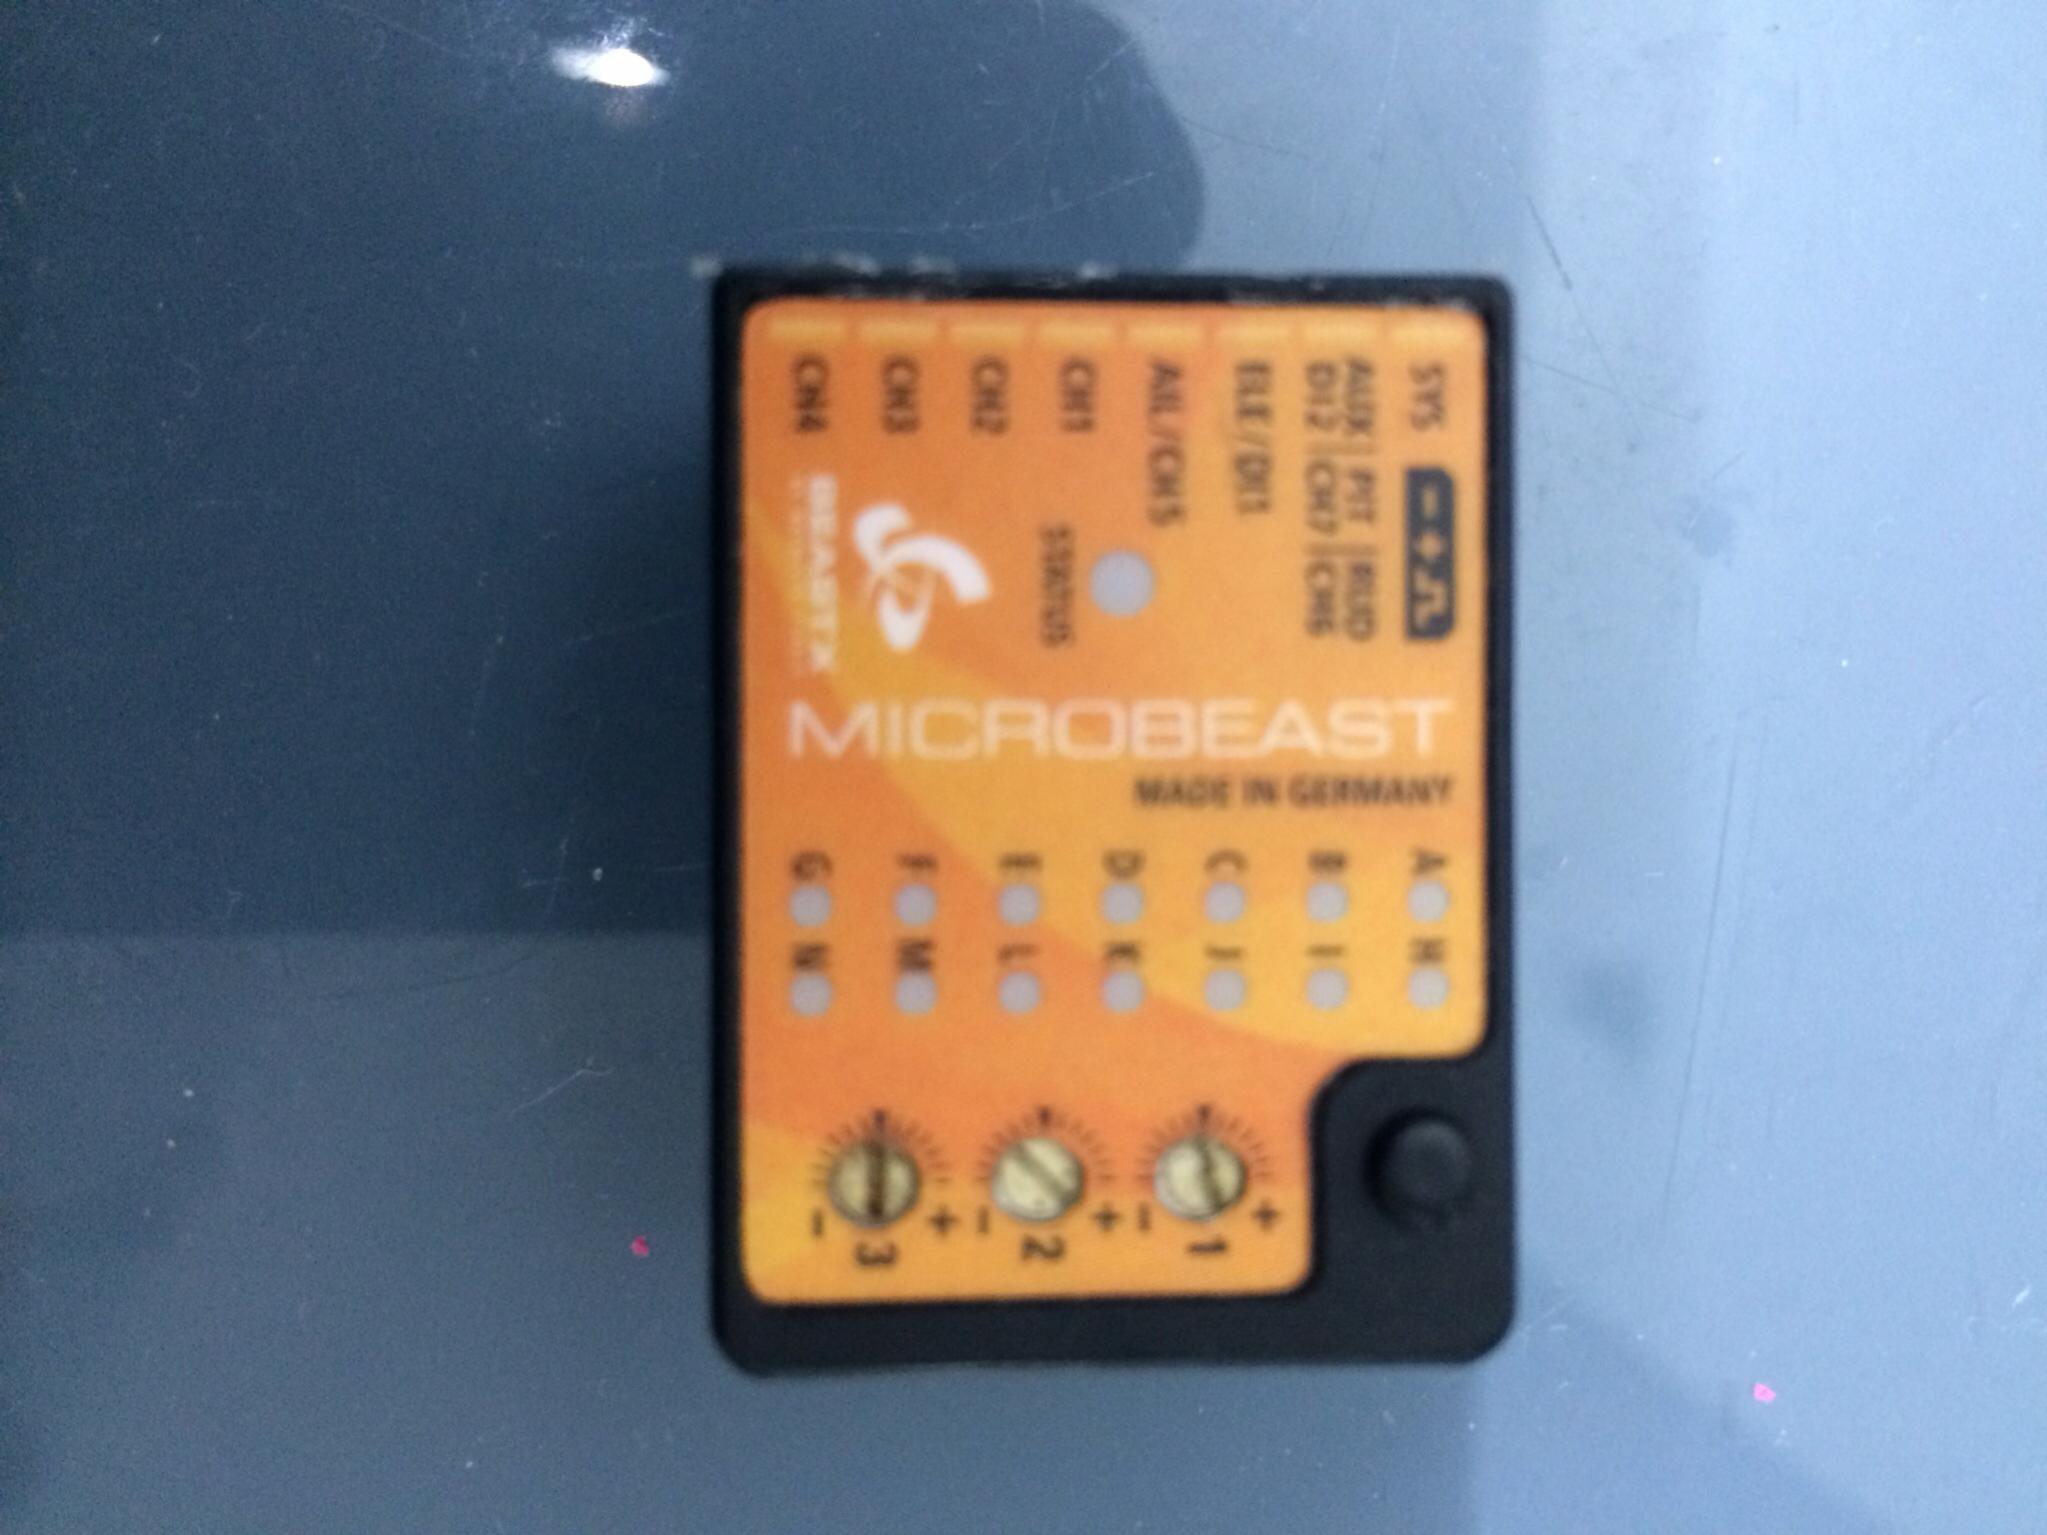 SYS
AUX | PIT | RUD
DI2 | CH7 | CH6
ELE/DI1
AIL/CH5
CH1
CH2
CH3
CH4
STATUS
BEASTX
MICROBEAST
MADE IN GERMANY
A H
B I
C J
D K
E L
F M
G N
- + 1
- + 2
- + 3